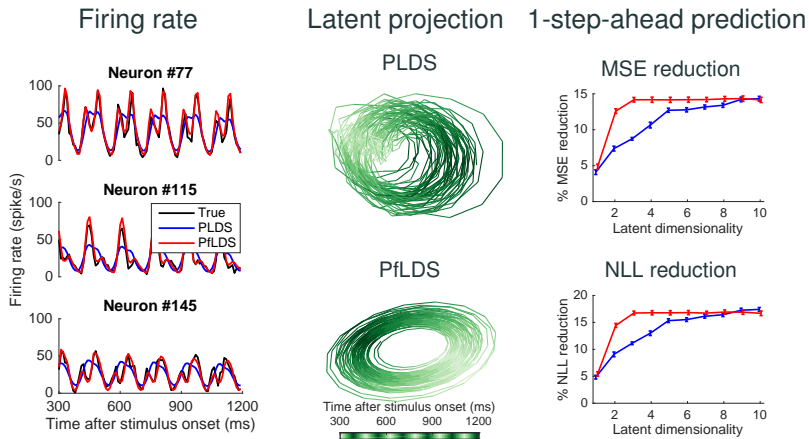 Firing rate
Neuron #77
100
50
0
Neuron #115
100
50
0
True
PLDS
PfLDS
Neuron #145
100
50
0
300 600 900 1200
Time after stimulus onset (ms)
Firing rate (spike/s)
Latent projection
PLDS
PfLDS
Time after stimulus onset (ms)
300 600 900 1200
1-step-ahead prediction
MSE reduction
15
10
5
0
% MSE reduction
2 4 6 8 10
Latent dimensionality
NLL reduction
20
15
10
5
0
% NLL reduction
2 4 6 8 10
Latent dimensionality